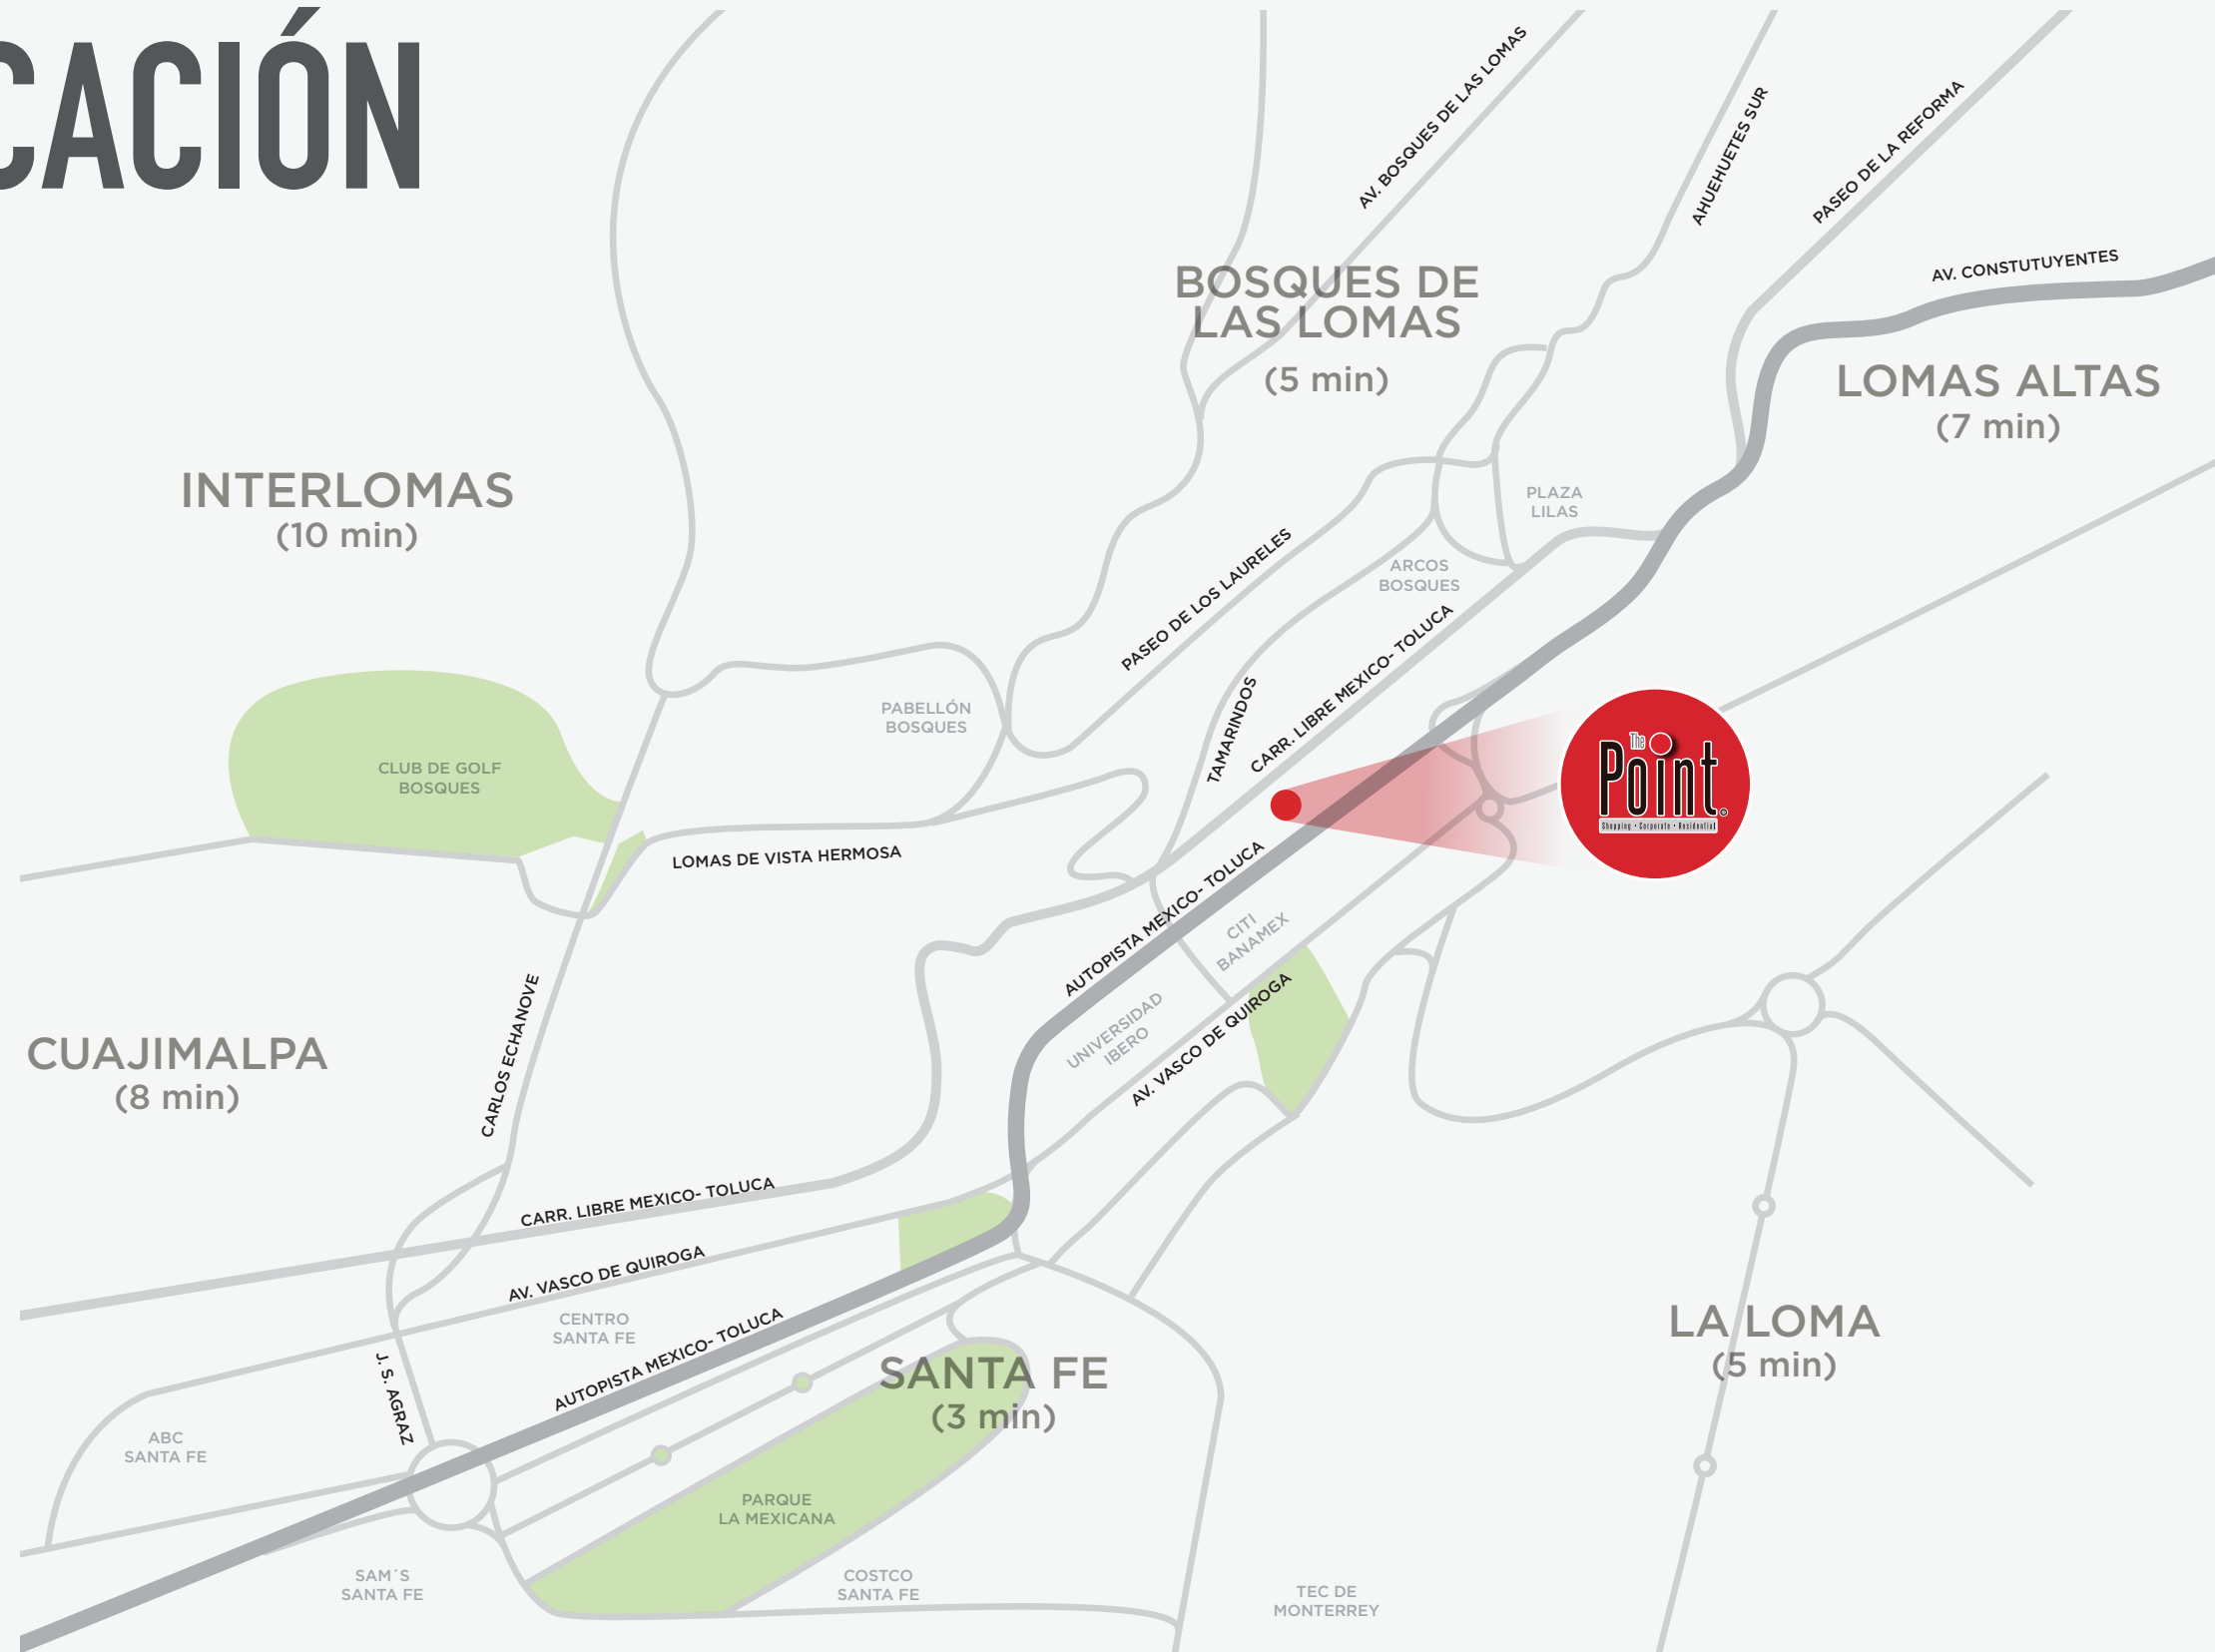 CACIÓN
AV. BOSQUES DE LAS LOMAS
AHUEHUETES SUR
PASEO DE LA REFORMA
AV. CONSTUTUYENTES
BOSQUES DE
LAS LOMAS
(5 min)
LOMAS ALTAS
(7 min)
INTERLOMAS
(10 min)
PLAZA
LILAS
ARCOS
BOSQUES
PASEO DE LOS LAURELES
CARR. LIBRE MEXICO- TOLUCA
TAMARINDOS
PABELLÓN
BOSQUES
CLUB DE GOLF
BOSQUES
The
Point®
Shopping • Corporate • Residential
LOMAS DE VISTA HERMOSA
AUTOPISTA MEXICO- TOLUCA
CITI
BANAMEX
UNIVERSIDAD
IBERO
AV. VASCO DE QUIROGA
CARLOS ECHANOVE
CUAJIMALPA
(8 min)
CARR. LIBRE MEXICO- TOLUCA
AV. VASCO DE QUIROGA
CENTRO
SANTA FE
AUTOPISTA MEXICO- TOLUCA
J. S. AGRAZ
LA LOMA
(5 min)
SANTA FE
(3 min)
ABC
SANTA FE
PARQUE
LA MEXICANA
SAM´S
SANTA FE
COSTCO
SANTA FE
TEC DE
MONTERREY